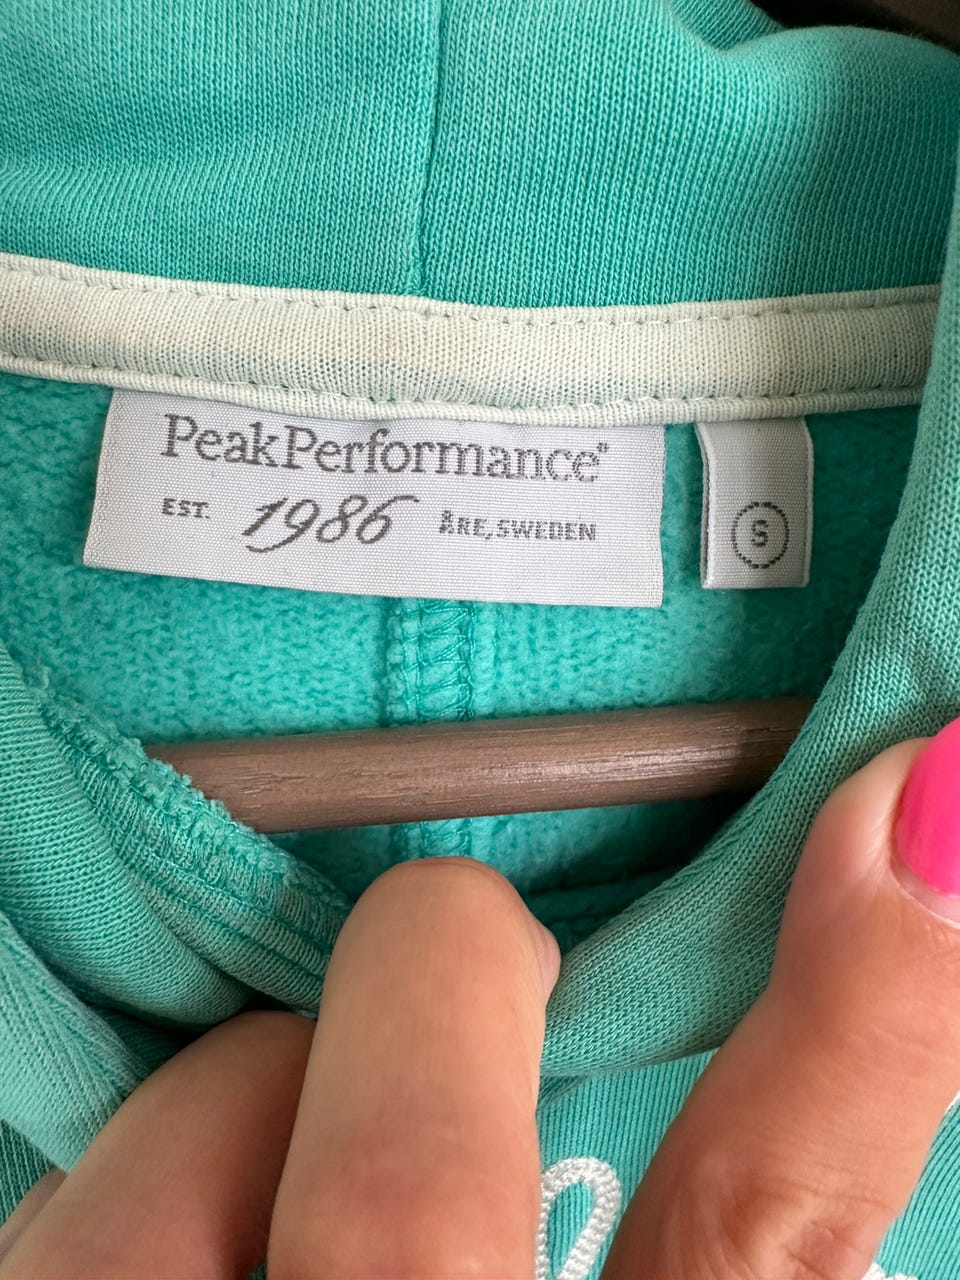 PeakPerformance®
EST. 1986 ÅRE, SWEDEN
S